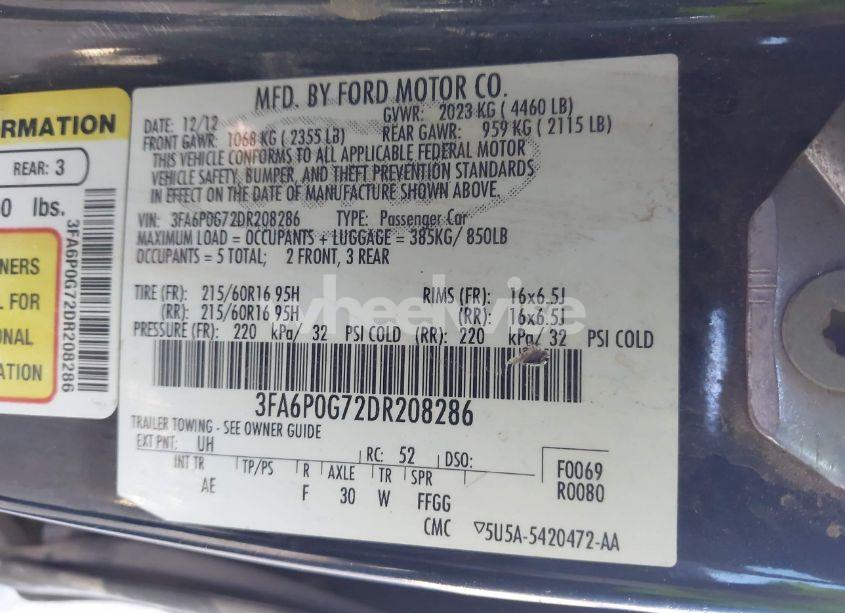 MFD. BY FORD MOTOR CO.
DATE: 12/12 GVWR: 2023 KG ( 4460 LB)
FRONT GAWR: 1068 KG ( 2355 LB) REAR GAWR: 959 KG ( 2115 LB)
THIS VEHICLE CONFORMS TO ALL APPLICABLE FEDERAL MOTOR
VEHICLE SAFETY, BUMPER, AND THEFT PREVENTION STANDARDS
IN EFFECT ON THE DATE OF MANUFACTURE SHOWN ABOVE.
VIN: 3FA6P0G72DR208286 TYPE: Passenger Car
MAXIMUM LOAD = OCCUPANTS + LUGGAGE = 385KG/ 850LB
OCCUPANTS = 5 TOTAL; 2 FRONT, 3 REAR
TIRE (FR): 215/60R16 95H RIMS (FR): 16x6.5J
(RR): 215/60R16 95H (RR): 16x6.5J
PRESSURE (FR): 220 kPa/ 32 PSI COLD (RR): 220 kPa/ 32 PSI COLD
3FA6P0G72DR208286
TRAILER TOWING - SEE OWNER GUIDE
EXT PNT: UH RC: 52 DSO:
INT TR TP/PS R AXLE TR SPR
AE F 30 W FFGG
F0069
R0080
CMC ▽5U5A-5420472-AA
ORMATION
REAR: 3
0 lbs.
NERS
L FOR
ONAL
ATION
3FA6P0G72DR208286
wheelwise